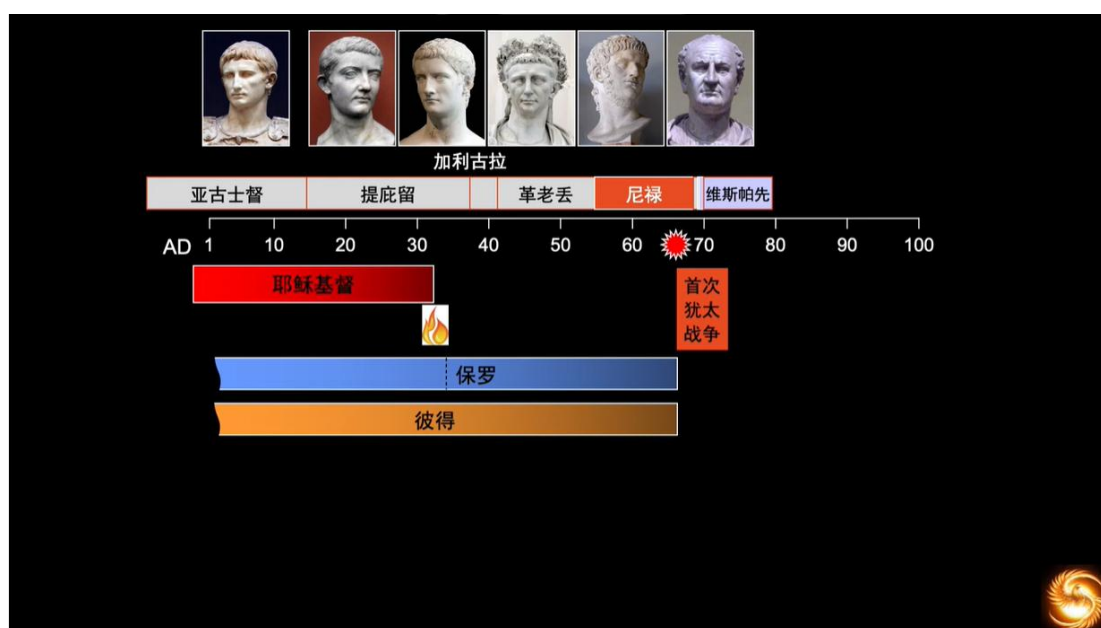 加利古拉
亚古士督 提庇留 革老丢 尼禄 维斯帕先
AD 1 10 20 30 40 50 60 70 80 90 100
耶稣基督
首次
犹太
战争
保罗
彼得